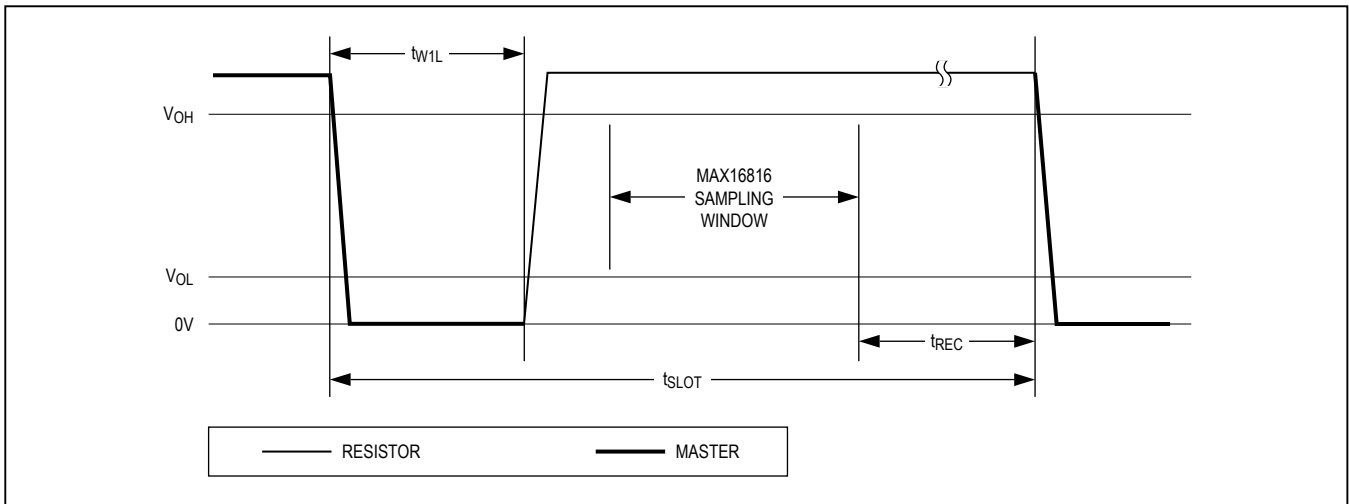 tW1L
VOH
MAX16816
SAMPLING
WINDOW
VOL
0V
tREC
tSLOT
RESISTOR
MASTER